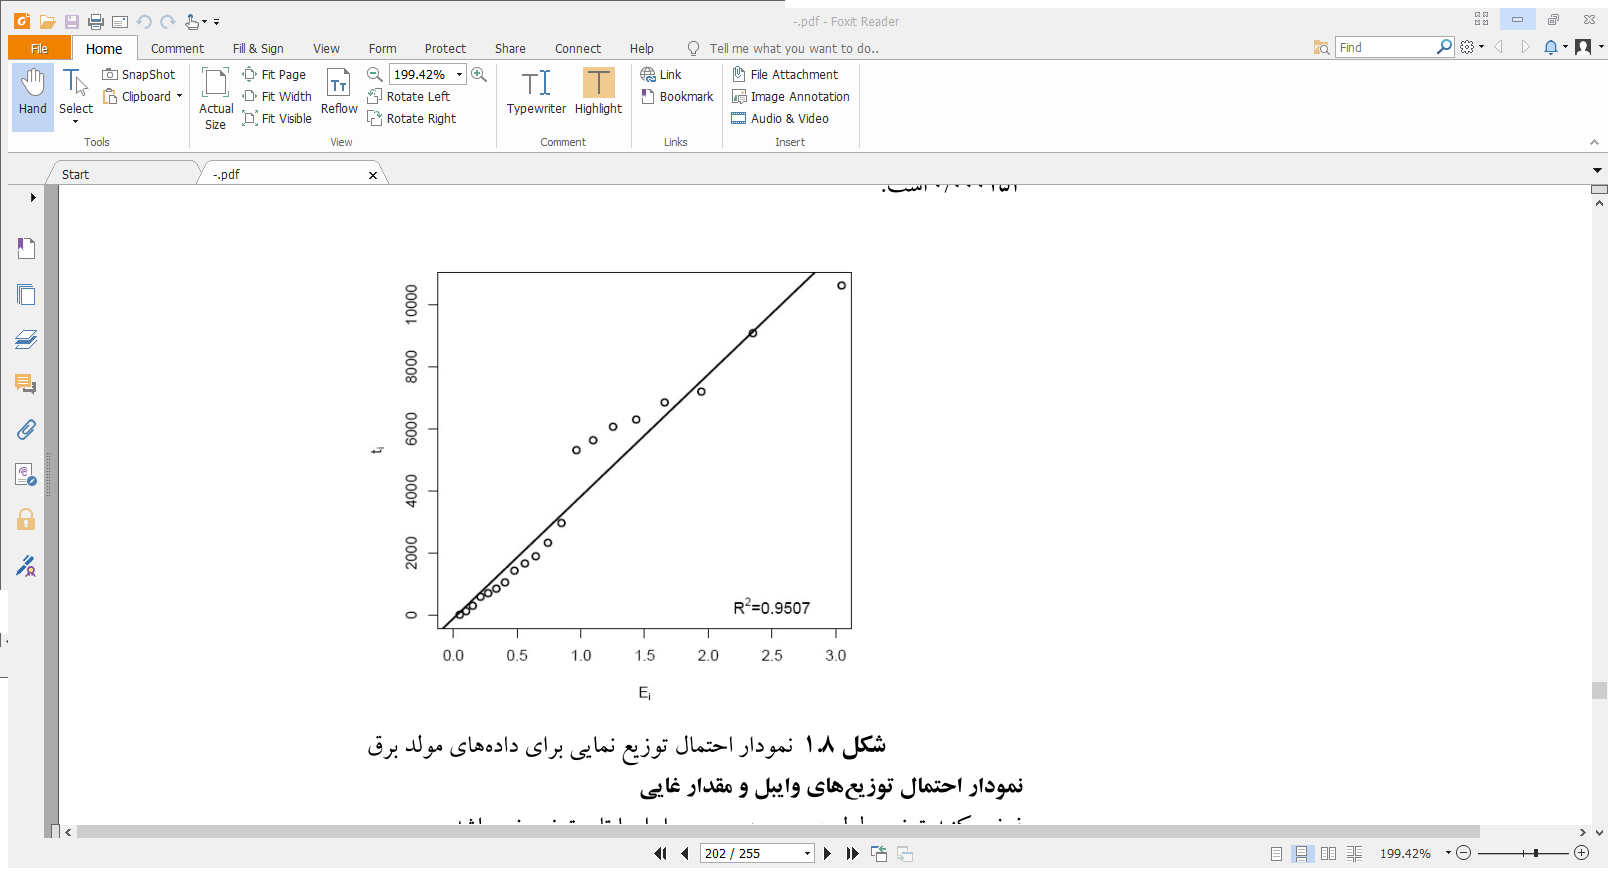 -.pdf - Foxit Reader
File Home Comment Fill & Sign View Form Protect Share Connect Help Tell me what you want to do.. Find
Hand
Select
SnapShot
Clipboard
Tools
Actual Size
Fit Page
Fit Width
Fit Visible
Reflow
199.42%
Rotate Left
Rotate Right
View
Typewriter
Highlight
Comment
Link
Bookmark
Links
File Attachment
Image Annotation
Audio & Video
Insert
Start
-.pdf
است.
10000
8000
6000
4000
2000
0
tᵢ
R²=0.9507
0.0 0.5 1.0 1.5 2.0 2.5 3.0
Eᵢ
شکل ۱.۸ نمودار احتمال توزیع نمایی برای داده‌های مولد برق
نمودار احتمال توزیع‌های وایبل و مقدار غایی
202 / 255
199.42%